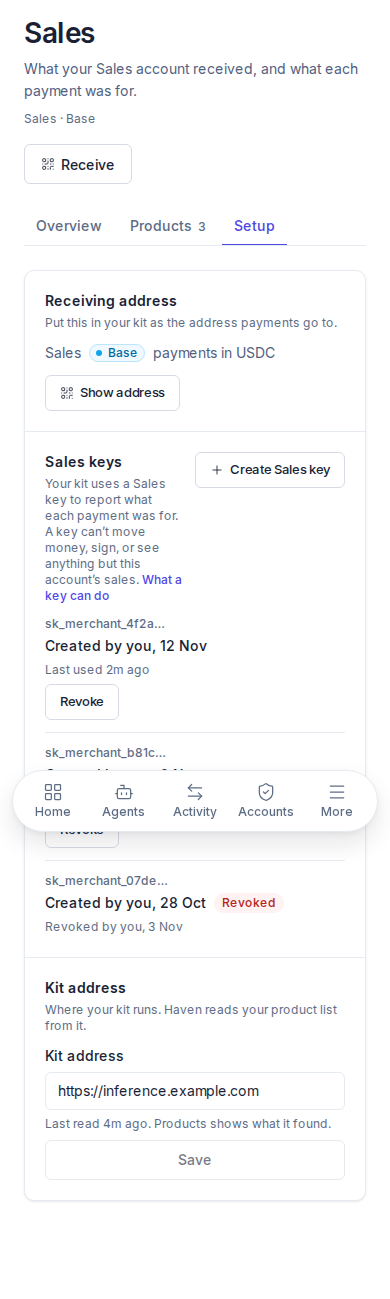 Sales
What your Sales account received, and what each
payment was for.
Sales · Base
Receive
Overview
Products 3
Setup
Receiving address
Put this in your kit as the address payments go to.
Sales Base payments in USDC
Show address
Sales keys
Create Sales key
Your kit uses a Sales
key to report what
each payment was for.
A key can't move
money, sign, or see
anything but this
account's sales. What a
key can do
sk_merchant_4f2a…
Created by you, 12 Nov
Last used 2m ago
Revoke
sk_merchant_b81c…
Home
Agents
Activity
Accounts
More
sk_merchant_07de…
Created by you, 28 Oct Revoked
Revoked by you, 3 Nov
Kit address
Where your kit runs. Haven reads your product list
from it.
Kit address
https://inference.example.com
Last read 4m ago. Products shows what it found.
Save